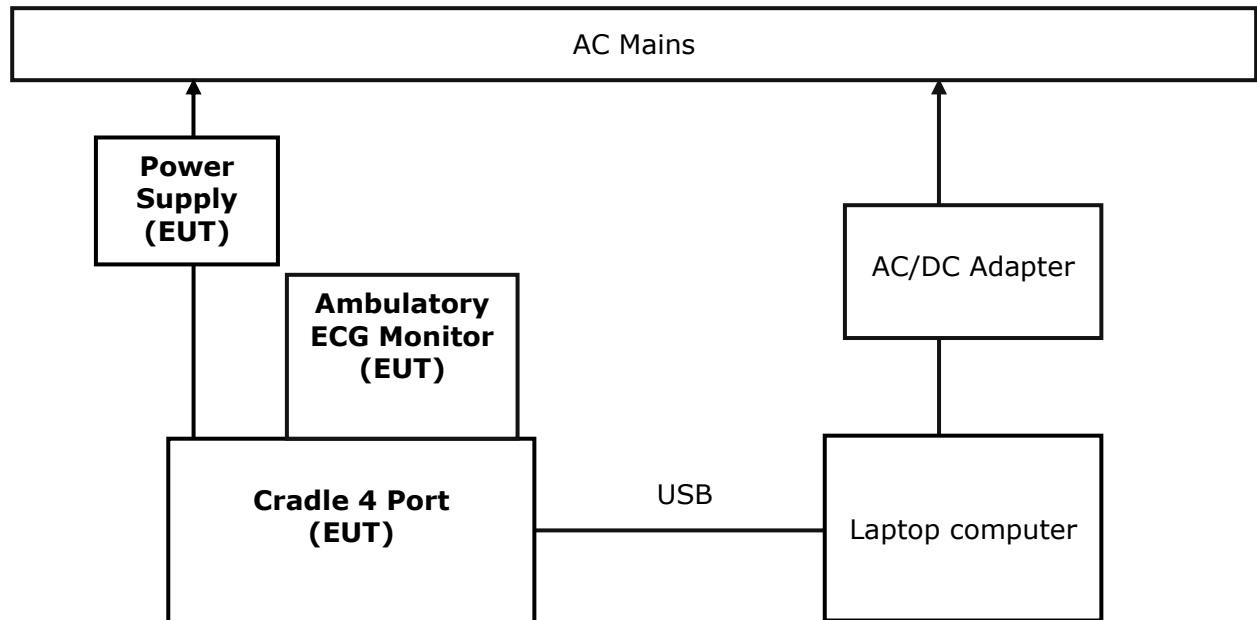 AC Mains
Power
Supply
(EUT)
AC/DC Adapter
Ambulatory
ECG Monitor
(EUT)
Cradle 4 Port
(EUT)
USB
Laptop computer